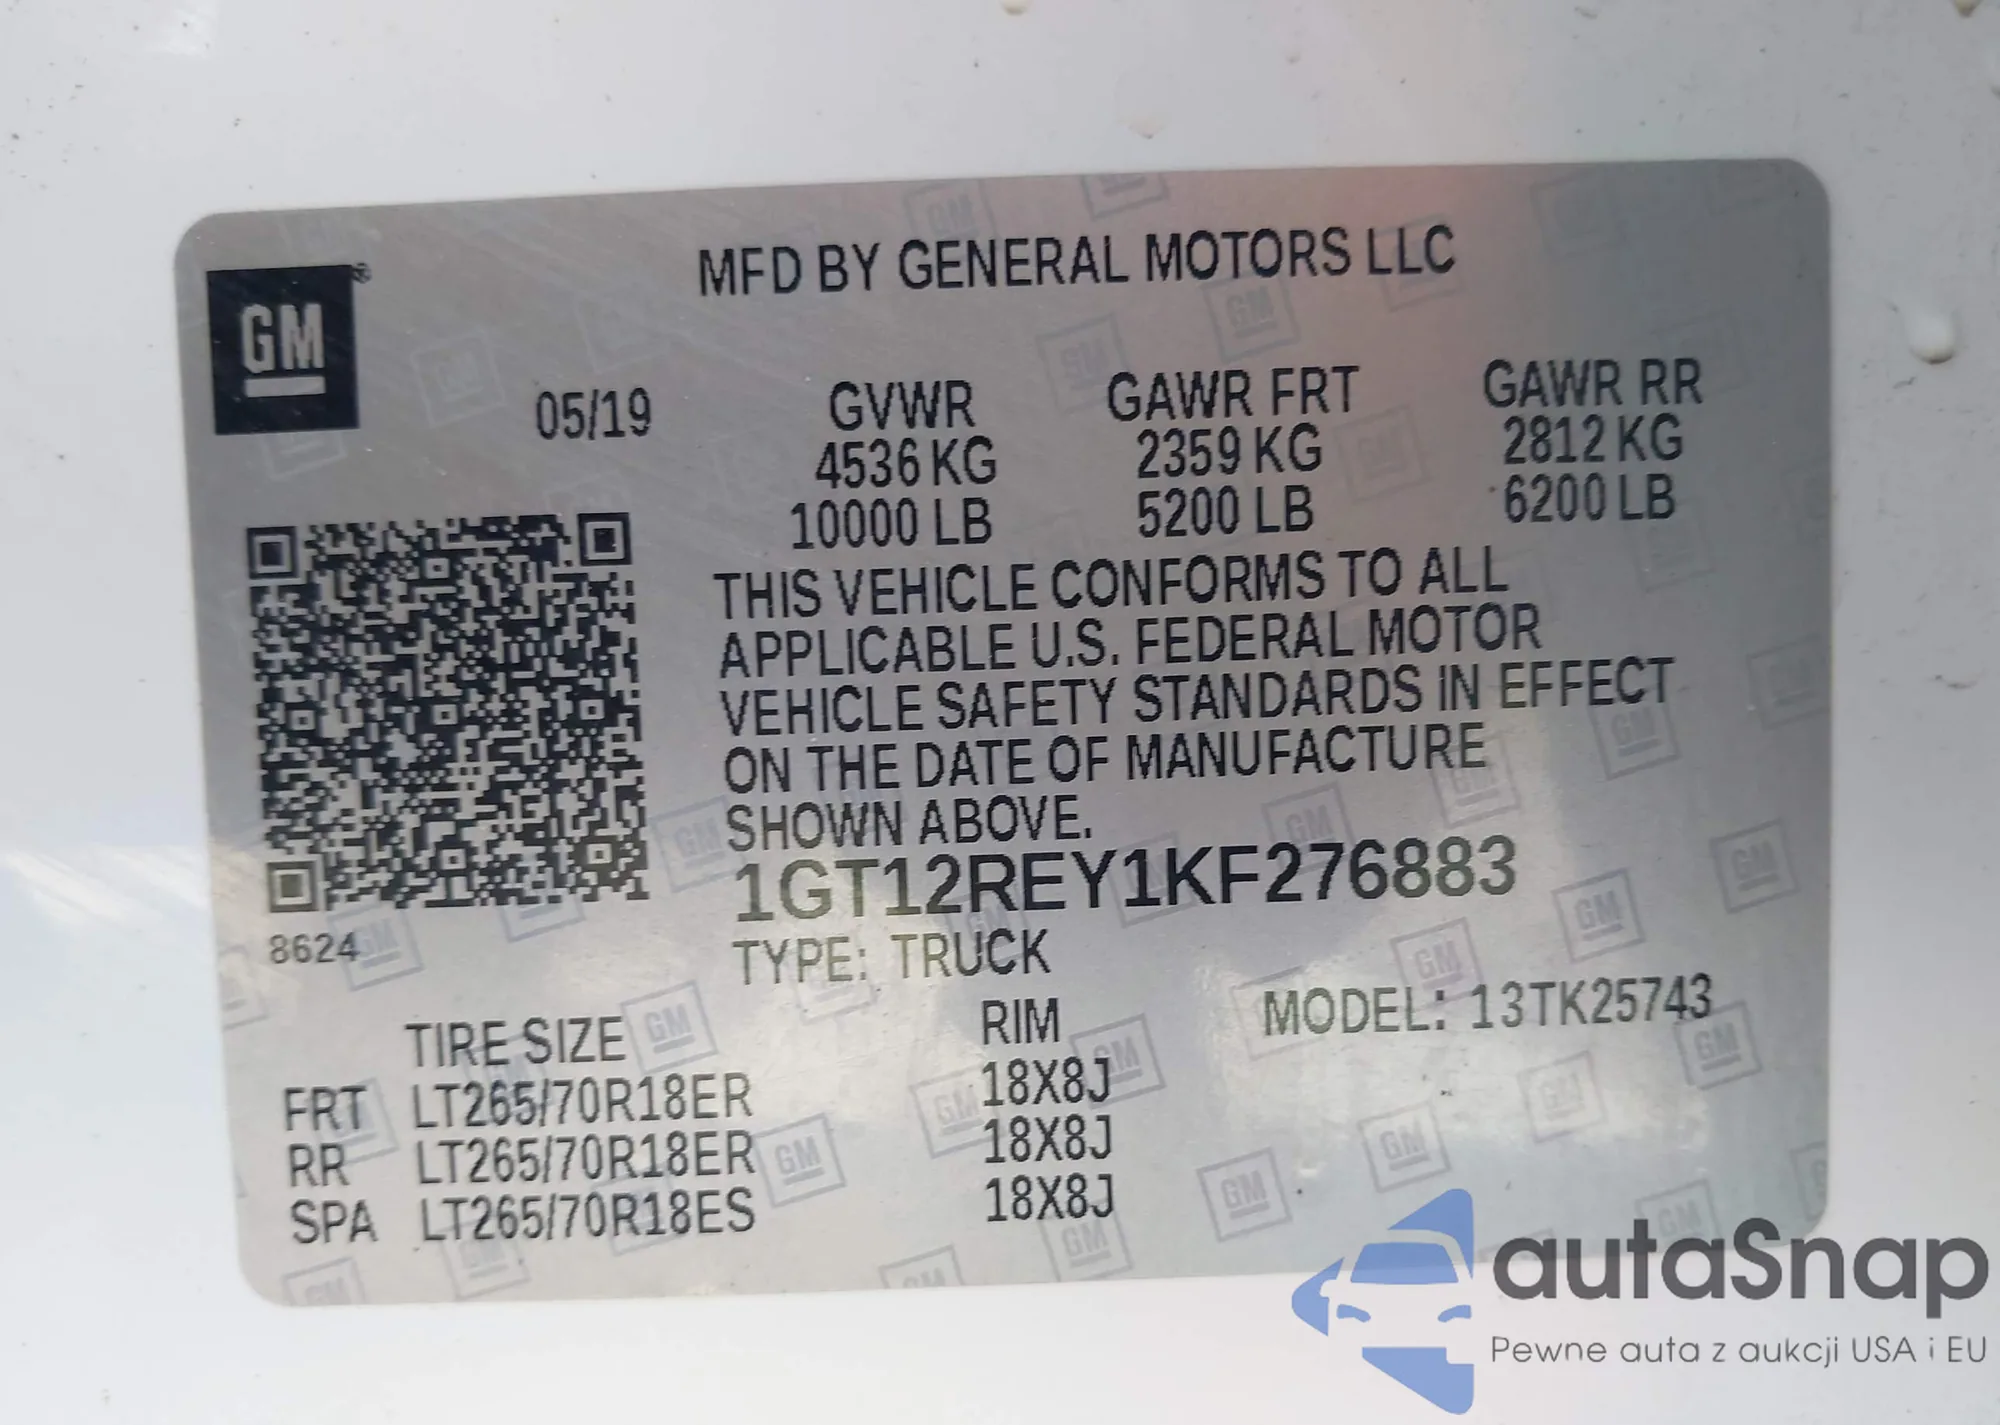 MFD BY GENERAL MOTORS LLC
GM®
05/19 GVWR GAWR FRT GAWR RR
4536 KG 2359 KG 2812 KG
10000 LB 5200 LB 6200 LB
THIS VEHICLE CONFORMS TO ALL
APPLICABLE U.S. FEDERAL MOTOR
VEHICLE SAFETY STANDARDS IN EFFECT
ON THE DATE OF MANUFACTURE
SHOWN ABOVE.
1GT12REY1KF276883
8624
TYPE: TRUCK
MODEL: 13TK25743
TIRE SIZE RIM
FRT LT265/70R18ER 18X8J
RR LT265/70R18ER 18X8J
SPA LT265/70R18ES 18X8J
autaSnap
Pewne auta z aukcji USA i EU